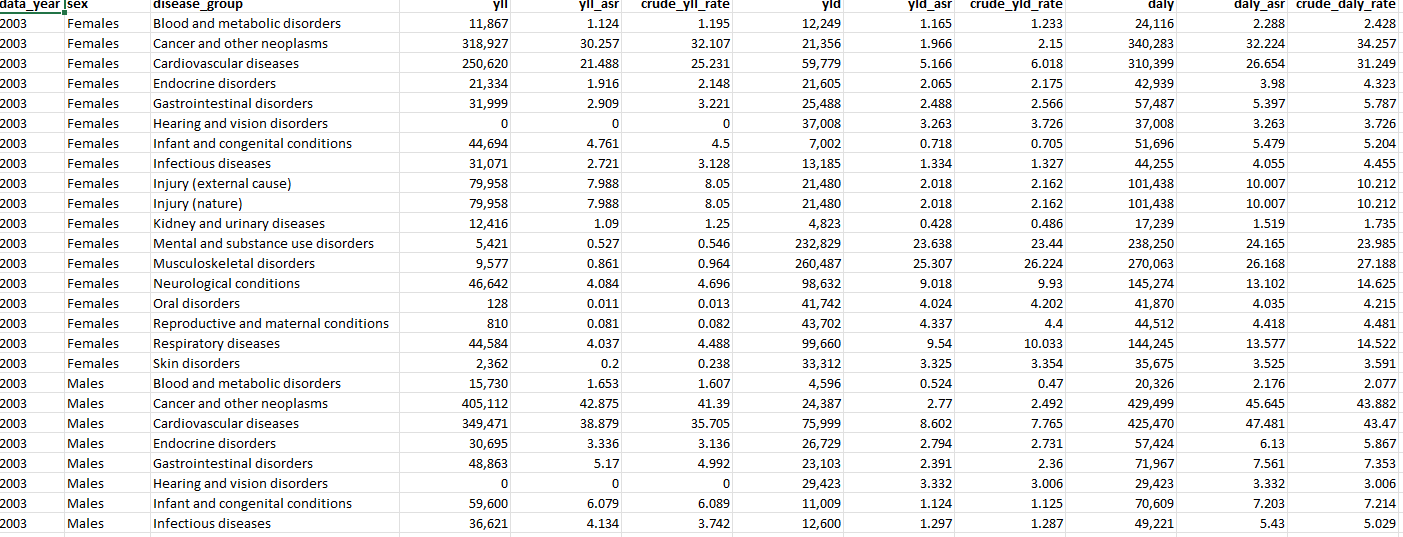 data_year sex disease_group yll yll_asr crude_yll_rate yld yld_asr crude_yld_rate daly daly_asr crude_daly_rate
2003 Females Blood and metabolic disorders 11,867 1.124 1.195 12,249 1.165 1.233 24,116 2.288 2.428
2003 Females Cancer and other neoplasms 318,927 30.257 32.107 21,356 1.966 2.15 340,283 32.224 34.257
2003 Females Cardiovascular diseases 250,620 21.488 25.231 59,779 5.166 6.018 310,399 26.654 31.249
2003 Females Endocrine disorders 21,334 1.916 2.148 21,605 2.065 2.175 42,939 3.98 4.323
2003 Females Gastrointestinal disorders 31,999 2.909 3.221 25,488 2.488 2.566 57,487 5.397 5.787
2003 Females Hearing and vision disorders 0 0 0 37,008 3.263 3.726 37,008 3.263 3.726
2003 Females Infant and congenital conditions 44,694 4.761 4.5 7,002 0.718 0.705 51,696 5.479 5.204
2003 Females Infectious diseases 31,071 2.721 3.128 13,185 1.334 1.327 44,255 4.055 4.455
2003 Females Injury (external cause) 79,958 7.988 8.05 21,480 2.018 2.162 101,438 10.007 10.212
2003 Females Injury (nature) 79,958 7.988 8.05 21,480 2.018 2.162 101,438 10.007 10.212
2003 Females Kidney and urinary diseases 12,416 1.09 1.25 4,823 0.428 0.486 17,239 1.519 1.735
2003 Females Mental and substance use disorders 5,421 0.527 0.546 232,829 23.638 23.44 238,250 24.165 23.985
2003 Females Musculoskeletal disorders 9,577 0.861 0.964 260,487 25.307 26.224 270,063 26.168 27.188
2003 Females Neurological conditions 46,642 4.084 4.696 98,632 9.018 9.93 145,274 13.102 14.625
2003 Females Oral disorders 128 0.011 0.013 41,742 4.024 4.202 41,870 4.035 4.215
2003 Females Reproductive and maternal conditions 810 0.081 0.082 43,702 4.337 4.4 44,512 4.418 4.481
2003 Females Respiratory diseases 44,584 4.037 4.488 99,660 9.54 10.033 144,245 13.577 14.522
2003 Females Skin disorders 2,362 0.2 0.238 33,312 3.325 3.354 35,675 3.525 3.591
2003 Males Blood and metabolic disorders 15,730 1.653 1.607 4,596 0.524 0.47 20,326 2.176 2.077
2003 Males Cancer and other neoplasms 405,112 42.875 41.39 24,387 2.77 2.492 429,499 45.645 43.882
2003 Males Cardiovascular diseases 349,471 38.879 35.705 75,999 8.602 7.765 425,470 47.481 43.47
2003 Males Endocrine disorders 30,695 3.336 3.136 26,729 2.794 2.731 57,424 6.13 5.867
2003 Males Gastrointestinal disorders 48,863 5.17 4.992 23,103 2.391 2.36 71,967 7.561 7.353
2003 Males Hearing and vision disorders 0 0 0 29,423 3.332 3.006 29,423 3.332 3.006
2003 Males Infant and congenital conditions 59,600 6.079 6.089 11,009 1.124 1.125 70,609 7.203 7.214
2003 Males Infectious diseases 36,621 4.134 3.742 12,600 1.297 1.287 49,221 5.43 5.029